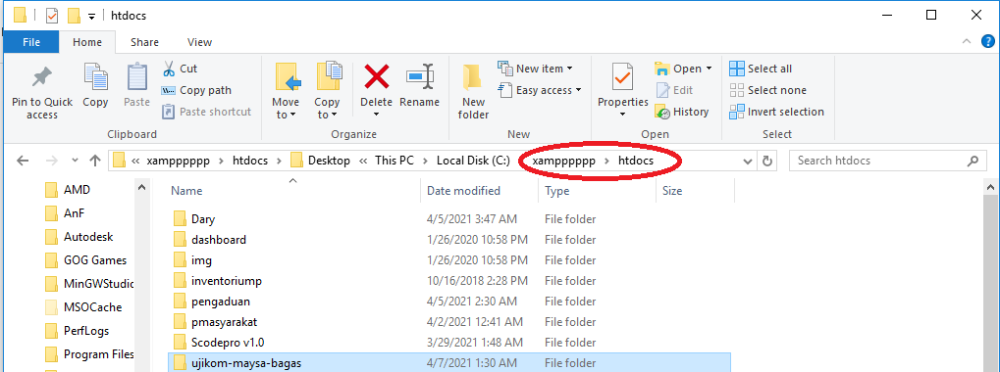 htdocs
File Home Share View
Pin to Quick access
Copy
Paste
Cut
Copy path
Paste shortcut
Clipboard
Move to
Copy to
Delete
Rename
Organize
New folder
New item
Easy access
New
Properties
Open
Edit
History
Open
Select all
Select none
Invert selection
Select
« xampppppp > htdocs > Desktop « This PC > Local Disk (C:) xampppppp > htdocs
Search htdocs
Name Date modified Type Size
AMD
AnF
Autodesk
GOG Games
MinGWStudio
MSOCache
PerfLogs
Program Files
Dary 4/5/2021 3:47 AM File folder
dashboard 1/26/2020 10:58 PM File folder
img 1/26/2020 10:58 PM File folder
inventoriump 10/16/2018 2:28 PM File folder
pengaduan 4/5/2021 2:30 AM File folder
pmasyarakat 4/2/2021 12:41 AM File folder
Scodepro v1.0 3/29/2021 1:48 AM File folder
ujikom-maysa-bagas 4/7/2021 1:30 AM File folder